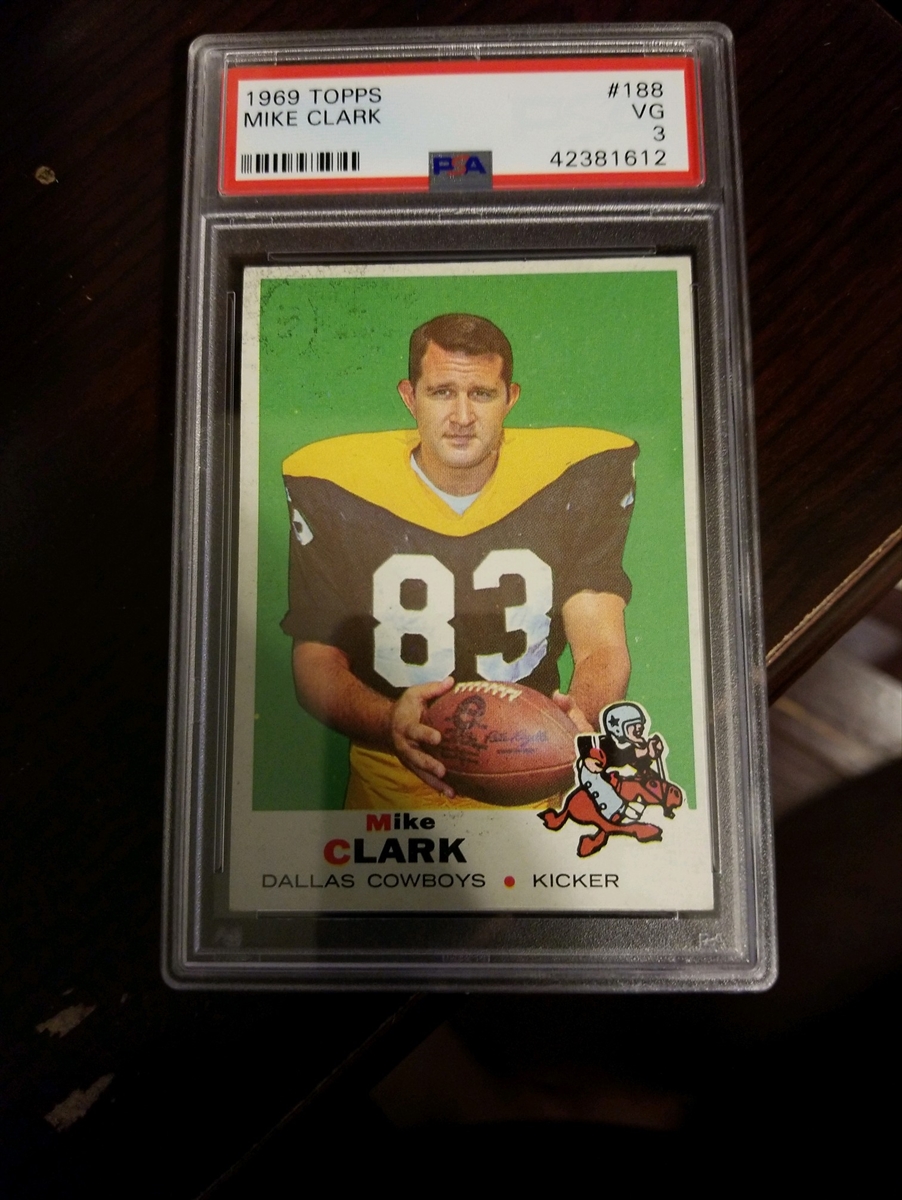 1969 TOPPS #188
MIKE CLARK VG
3
PSA 42381612
83
Mike
CLARK
DALLAS COWBOYS • KICKER